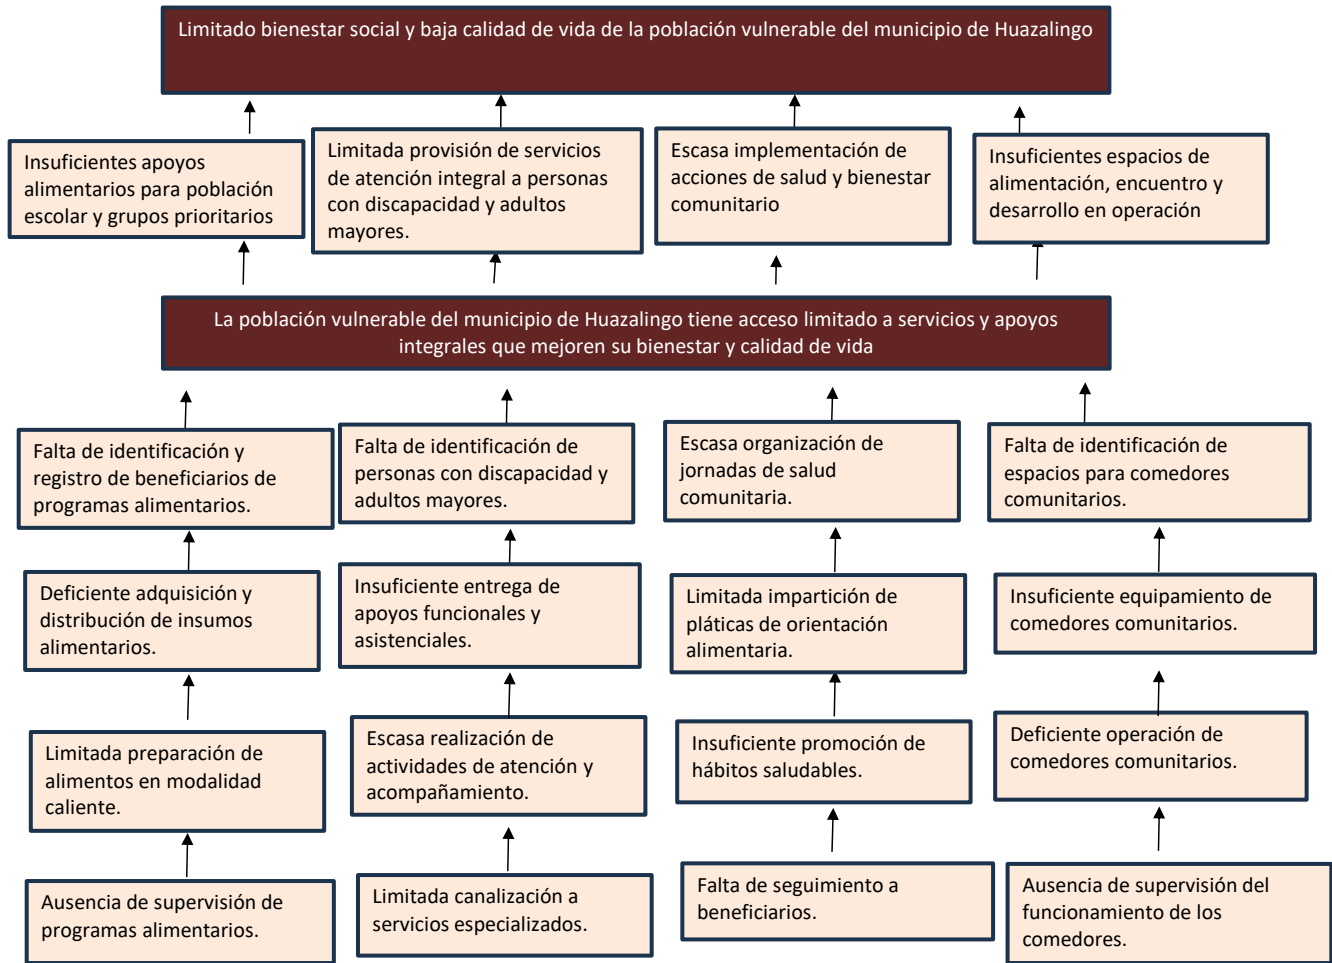 Limitado bienestar social y baja calidad de vida de la población vulnerable del municipio de Huazalingo
Insuficientes apoyos
alimentarios para población
escolar y grupos prioritarios
Limitada provisión de servicios
de atención integral a personas
con discapacidad y adultos
mayores.
Escasa implementación de
acciones de salud y bienestar
comunitario
Insuficientes espacios de
alimentación, encuentro y
desarrollo en operación
La población vulnerable del municipio de Huazalingo tiene acceso limitado a servicios y apoyos
integrales que mejoren su bienestar y calidad de vida
Falta de identificación y
registro de beneficiarios de
programas alimentarios.
Falta de identificación de
personas con discapacidad y
adultos mayores.
Escasa organización de
jornadas de salud
comunitaria.
Falta de identificación de
espacios para comedores
comunitarios.
Deficiente adquisición y
distribución de insumos
alimentarios.
Insuficiente entrega de
apoyos funcionales y
asistenciales.
Limitada impartición de
pláticas de orientación
alimentaria.
Insuficiente equipamiento de
comedores comunitarios.
Limitada preparación de
alimentos en modalidad
caliente.
Escasa realización de
actividades de atención y
acompañamiento.
Insuficiente promoción de
hábitos saludables.
Deficiente operación de
comedores comunitarios.
Ausencia de supervisión de
programas alimentarios.
Limitada canalización a
servicios especializados.
Falta de seguimiento a
beneficiarios.
Ausencia de supervisión del
funcionamiento de los
comedores.